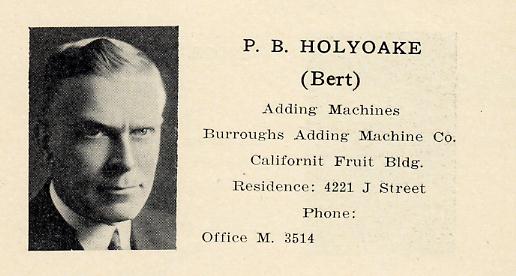 P. B. HOLYOAKE
(Bert)
Adding Machines
Burroughs Adding Machine Co.
Californit Fruit Bldg.
Residence: 4221 J Street
Phone:
Office M. 3514